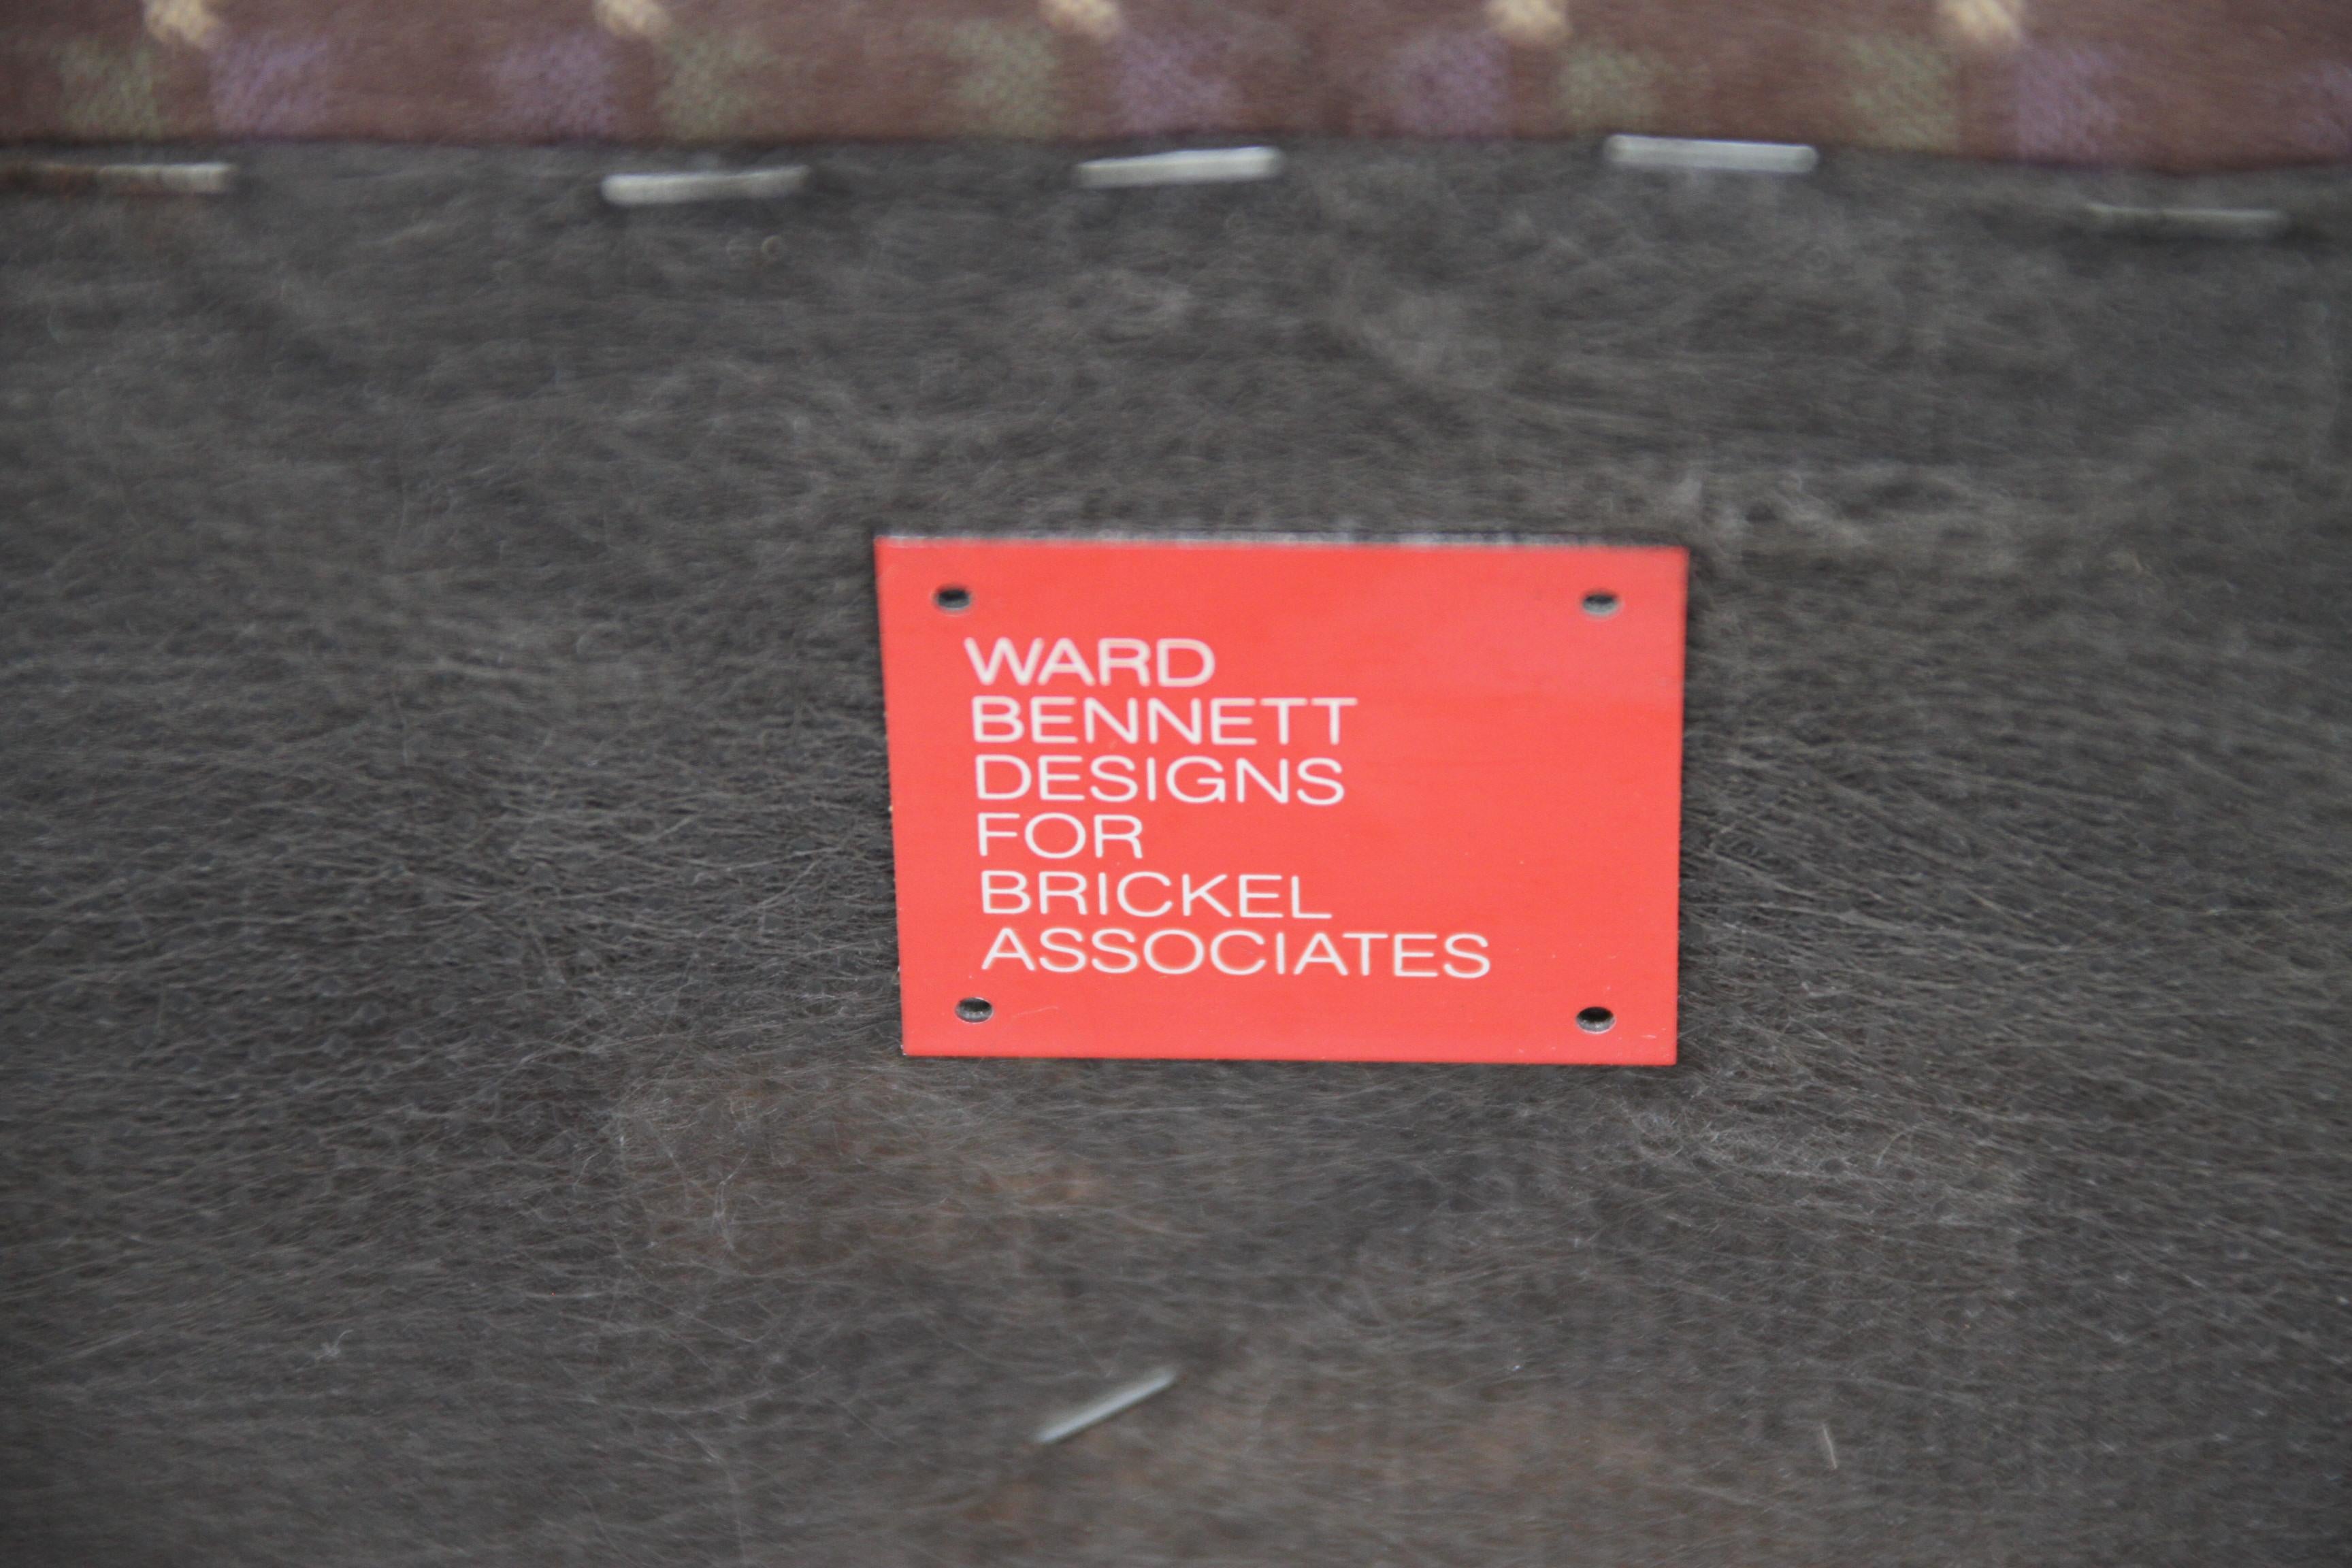 WARD
BENNETT
DESIGNS
FOR
BRICKEL
ASSOCIATES